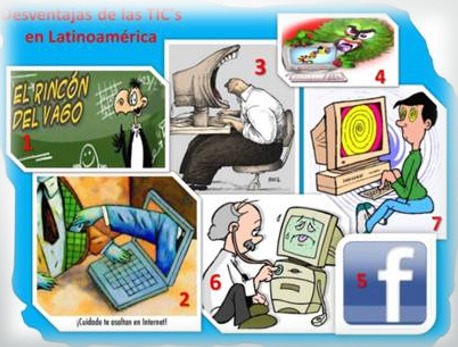 Desventajas de las TIC's
en Latinoamérica
3
4
EL RINCÓN
DEL VAGO
1
7
2
6
5
f
¡Cuidado te asaltan en Internet!